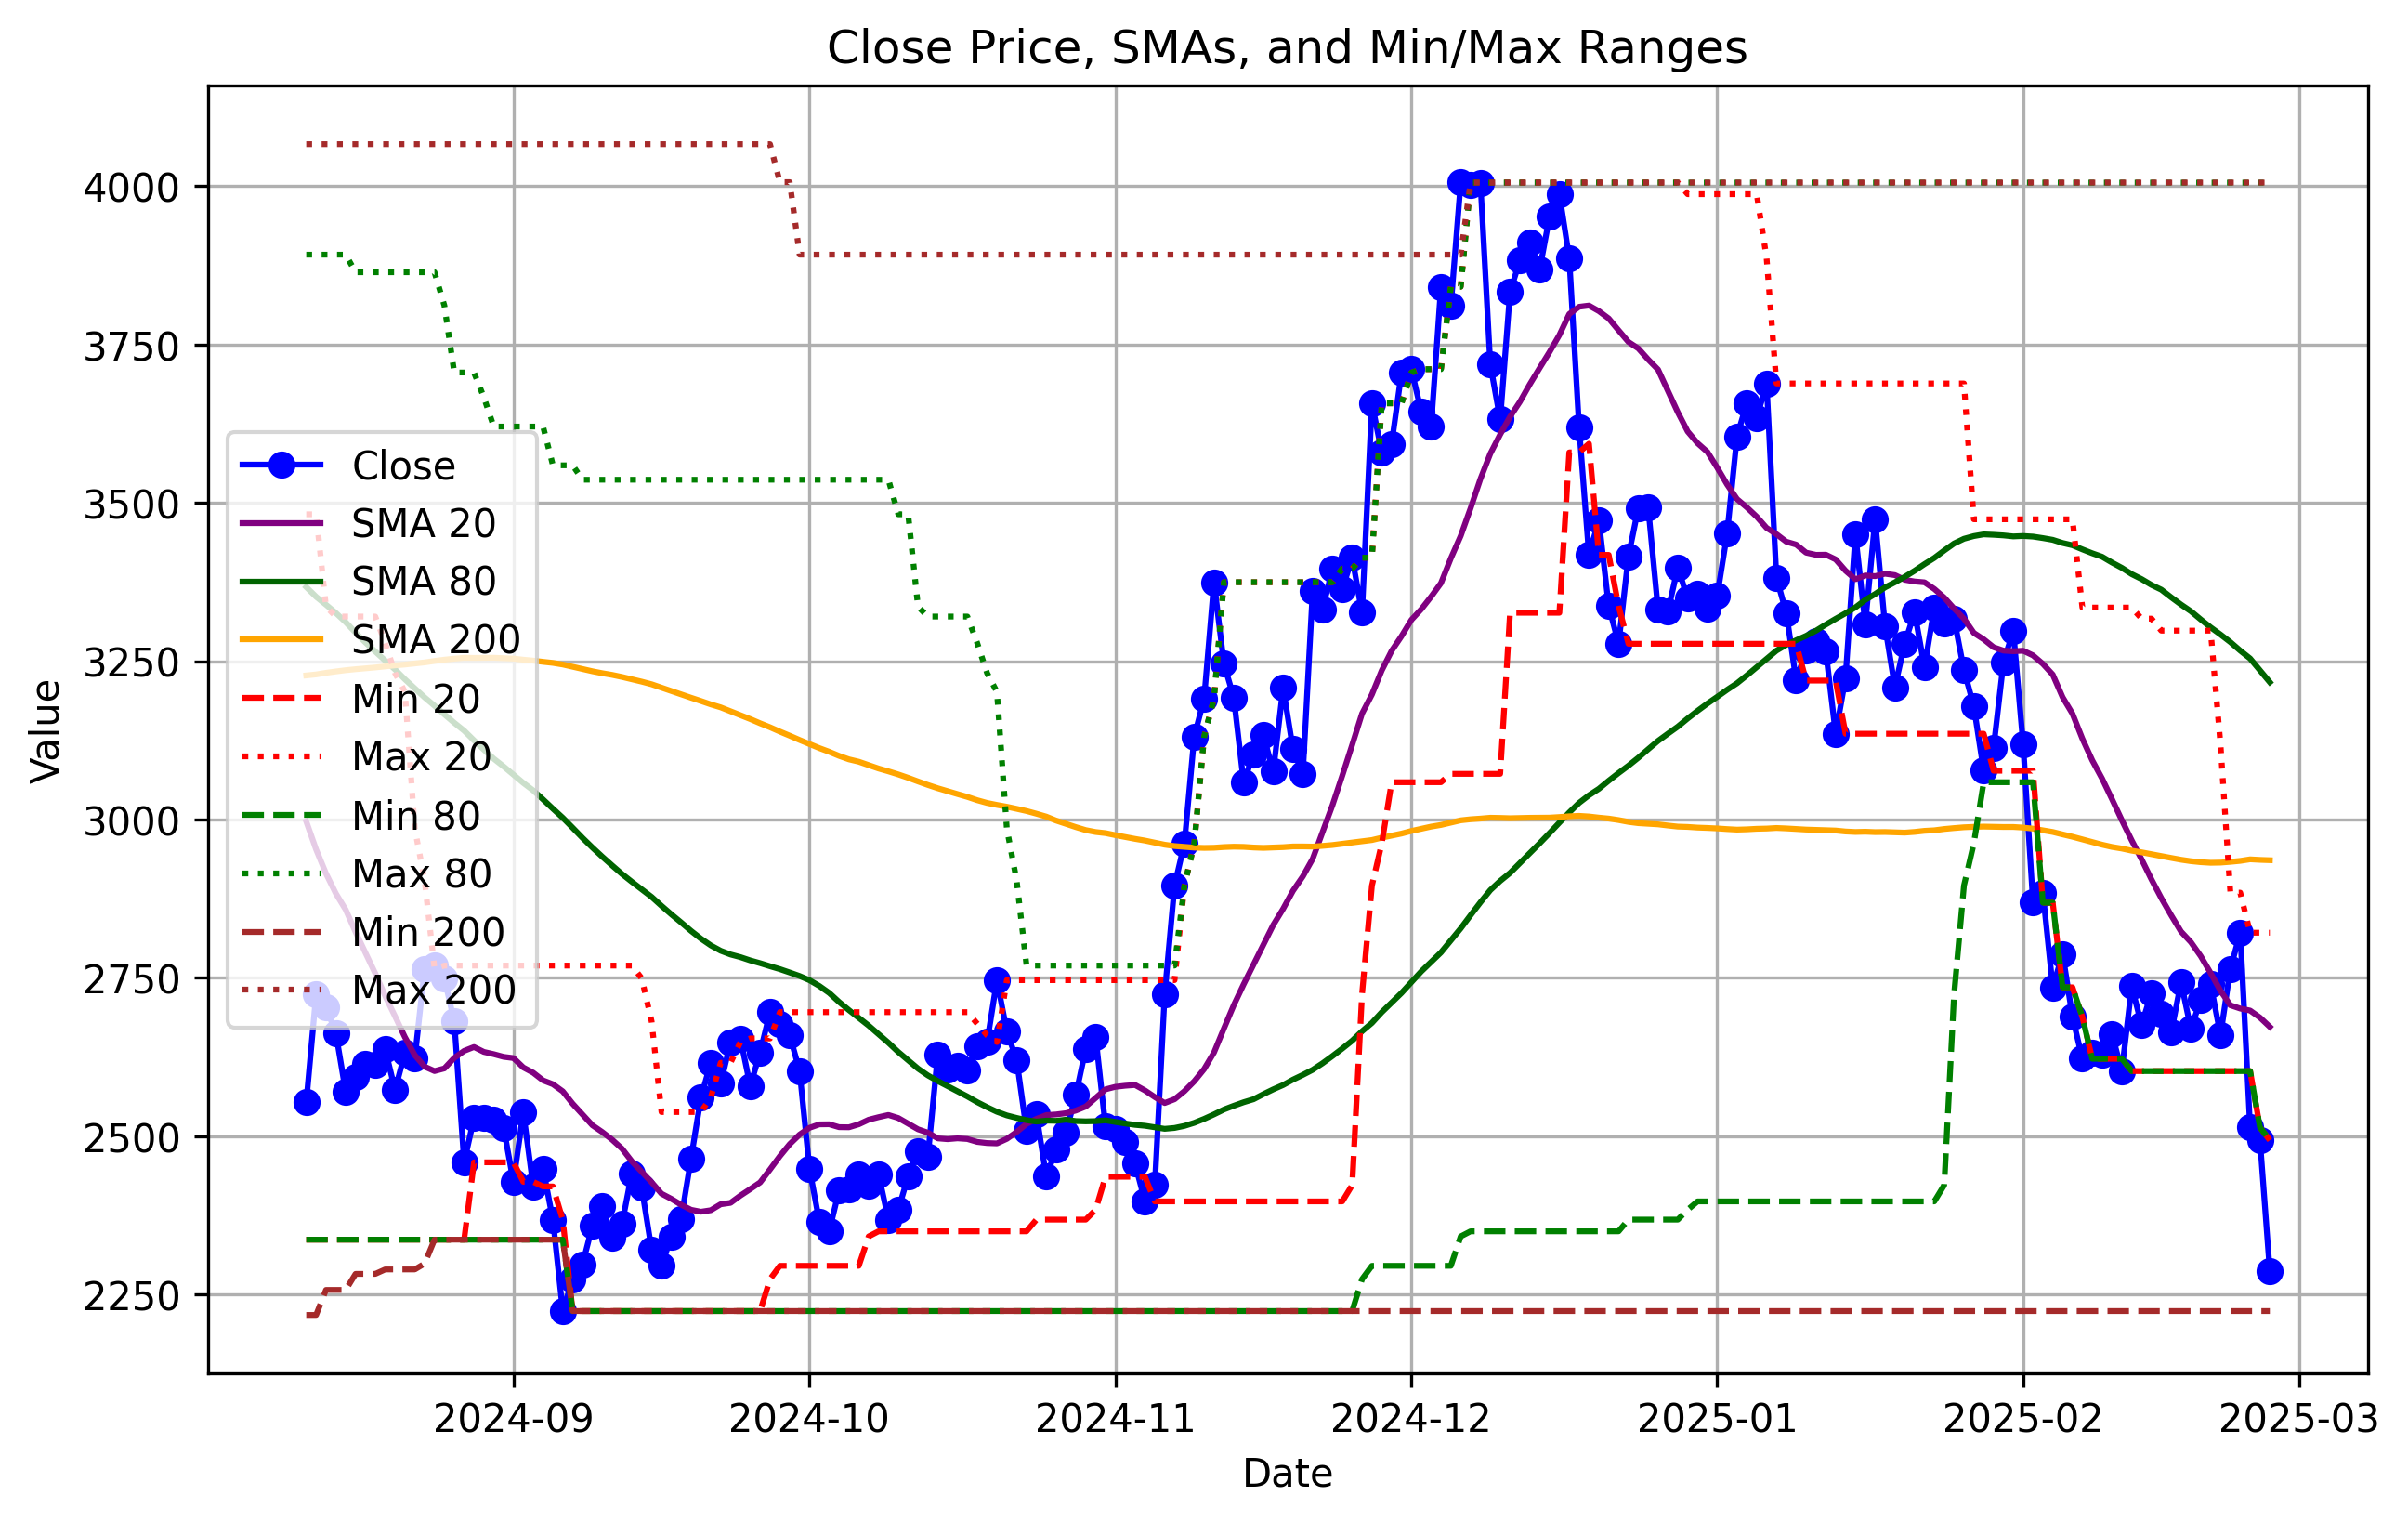 Close Price, SMAs, and Min/Max Ranges
Value
4000
3750
3500
3250
3000
2750
2500
2250
Close
SMA 20
SMA 80
SMA 200
Min 20
Max 20
Min 80
Max 80
Min 200
Max 200
2024-09 2024-10 2024-11 2024-12 2025-01 2025-02 2025-03
Date